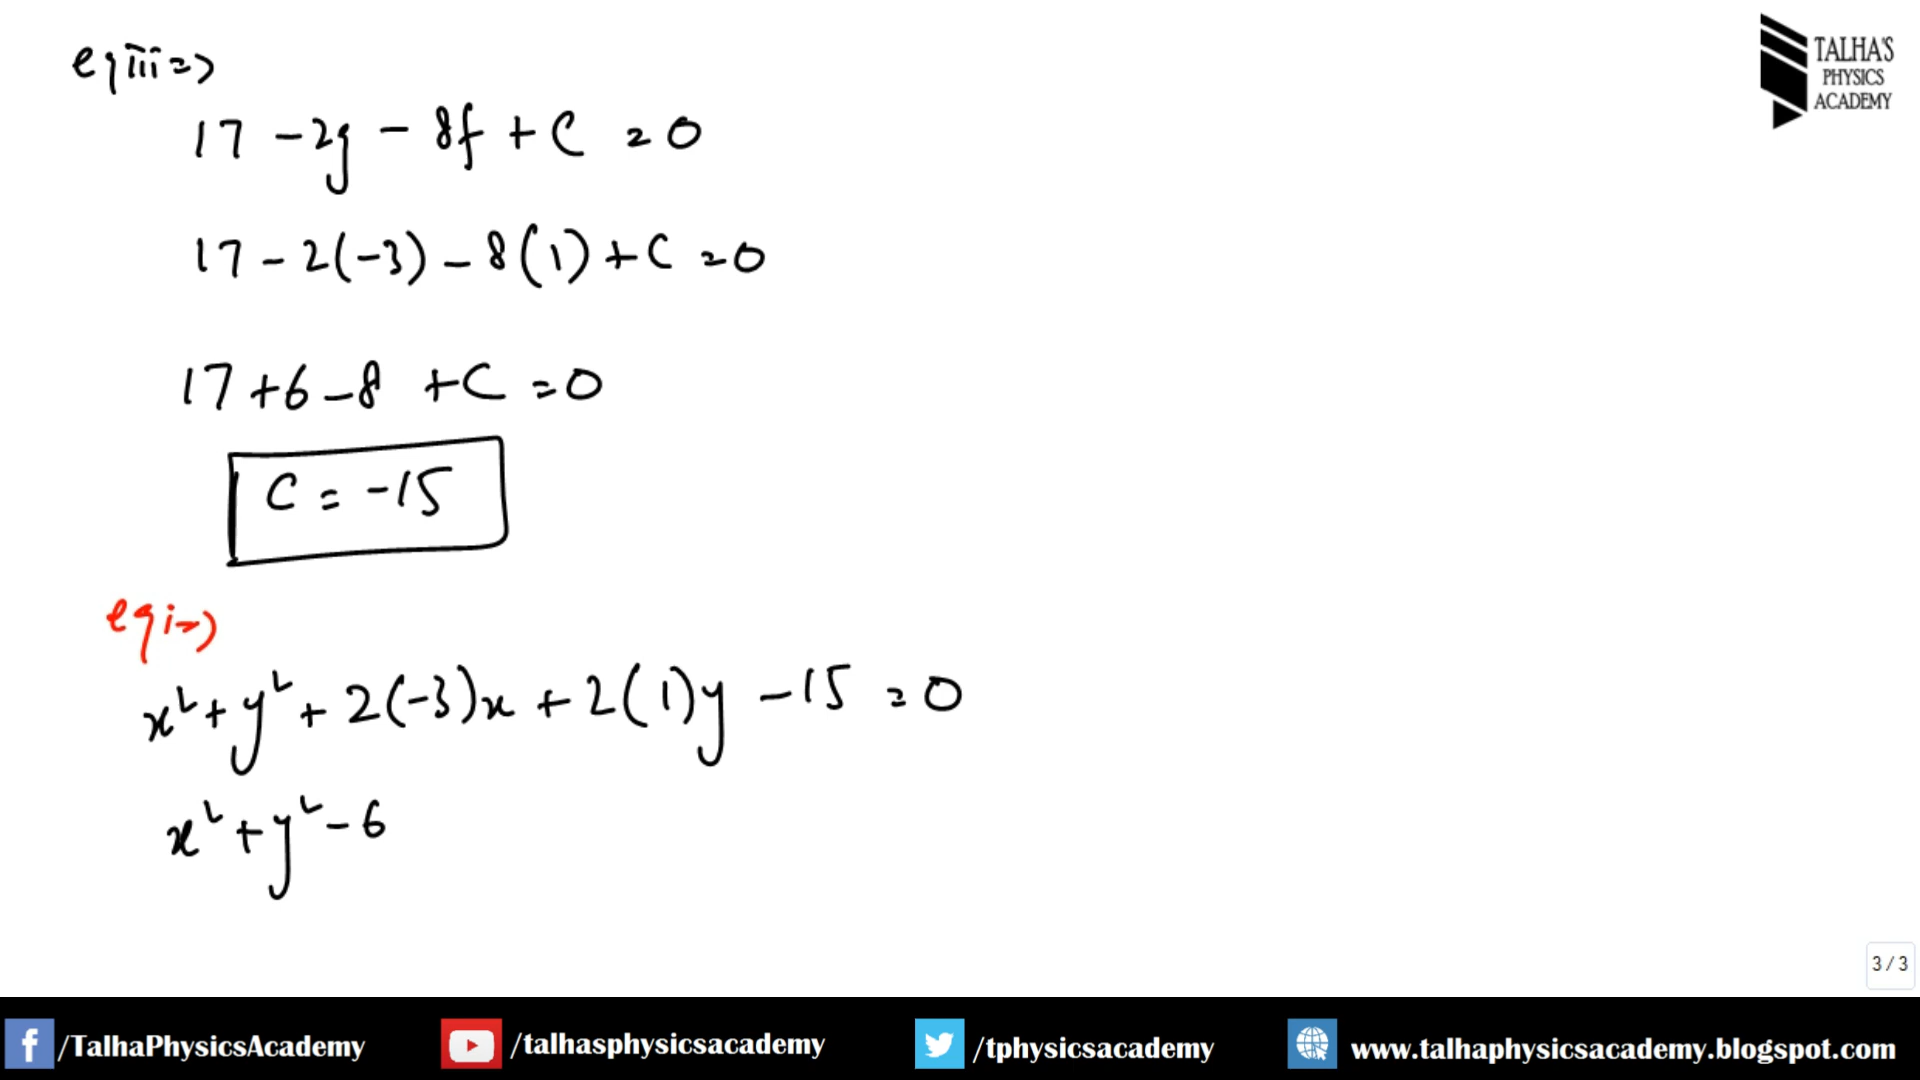 eq iii =>
17 - 2g - 8f + C = 0
17 - 2(-3) - 8(1) + C = 0
17 + 6 - 8 + C = 0
C = -15
eq i =>
x² + y² + 2(-3)x + 2(1)y - 15 = 0
x² + y² - 6
TALHA'S
PHYSICS
ACADEMY
3 / 3
/TalhaPhysicsAcademy
/talhasphysicsacademy
/tphysicsacademy
www.talhaphysicsacademy.blogspot.com